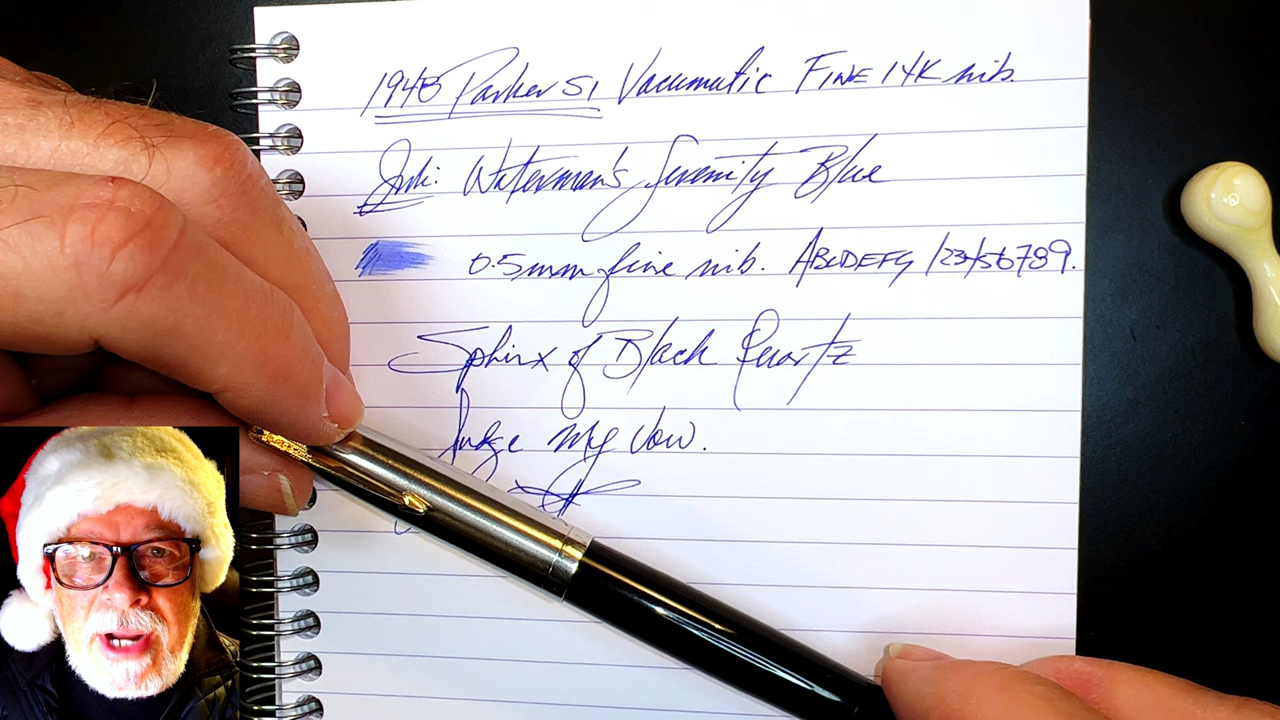 1948 Parker 51 Vacumatic FINE 14K nib.
Ink: Waterman's Serenity Blue
0.5mm fine nib. ABCDEFG 123456789.
Sphinx of Black Quartz
Judge My Vow.